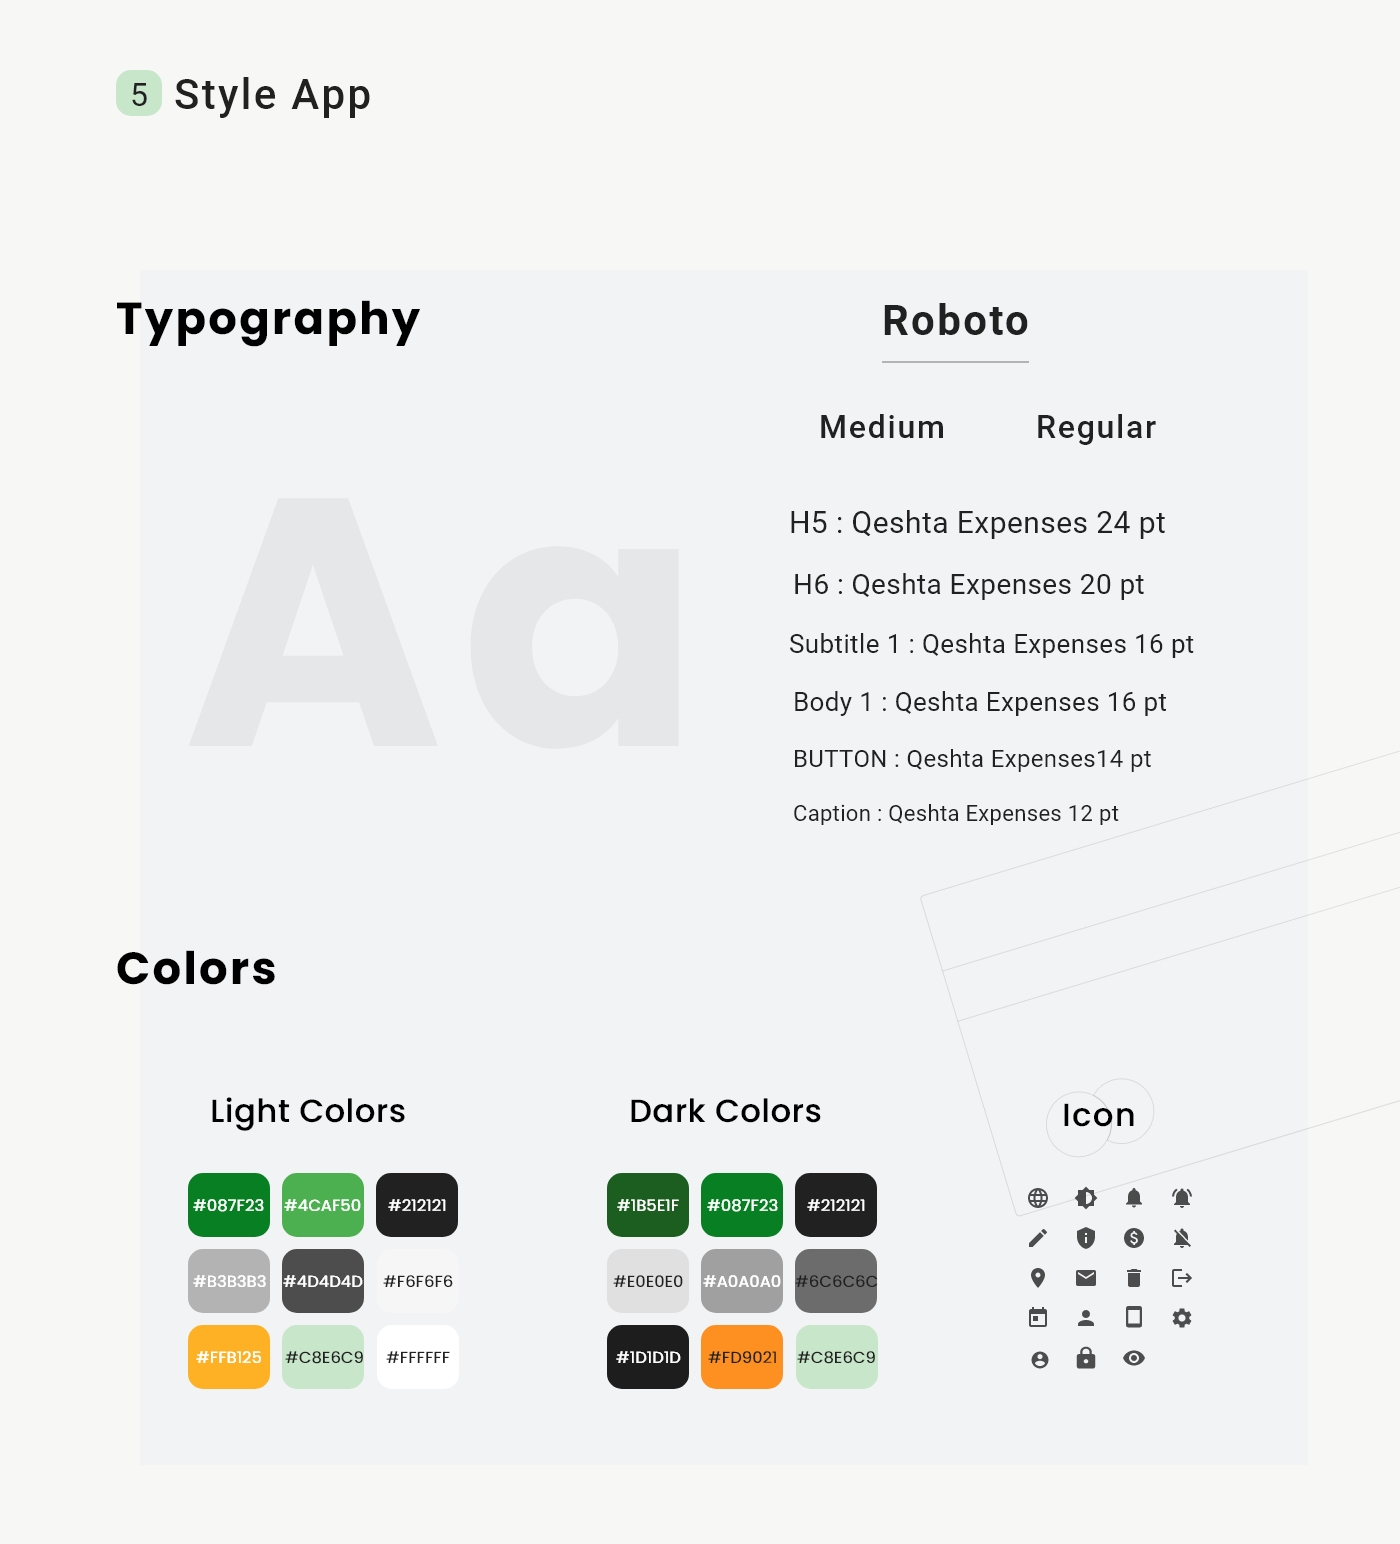 5 Style App
Typography
Roboto
Medium Regular
Aa
H5 : Qeshta Expenses 24 pt
H6 : Qeshta Expenses 20 pt
Subtitle 1 : Qeshta Expenses 16 pt
Body 1 : Qeshta Expenses 16 pt
BUTTON : Qeshta Expenses14 pt
Caption : Qeshta Expenses 12 pt
Colors
Light Colors
#087F23 #4CAF50 #212121
#B3B3B3 #4D4D4D #F6F6F6
#FFB125 #C8E6C9 #FFFFFF
Dark Colors
#1B5E1F #087F23 #212121
#E0E0E0 #A0A0A0 #6C6C6C
#1D1D1D #FD9021 #C8E6C9
Icon